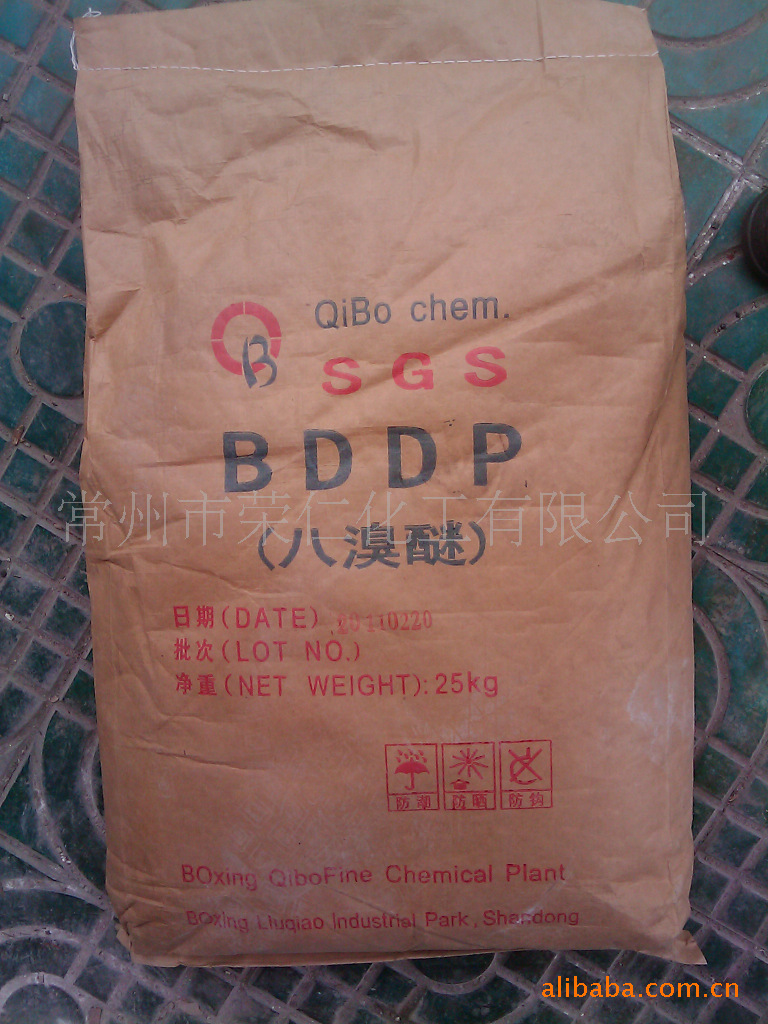 QiBo chem.
B
SGS
BDDP
常州市荣仁化工有限公司
(八溴醚)
日期(DATE) 20110220
批次(LOT NO.)
净重(NET WEIGHT): 25kg
防潮 防晒 防钩
BOxing QiboFine Chemical Plant
BOxing Liuqiao Industrial Park, Shandong
alibaba.com.cn